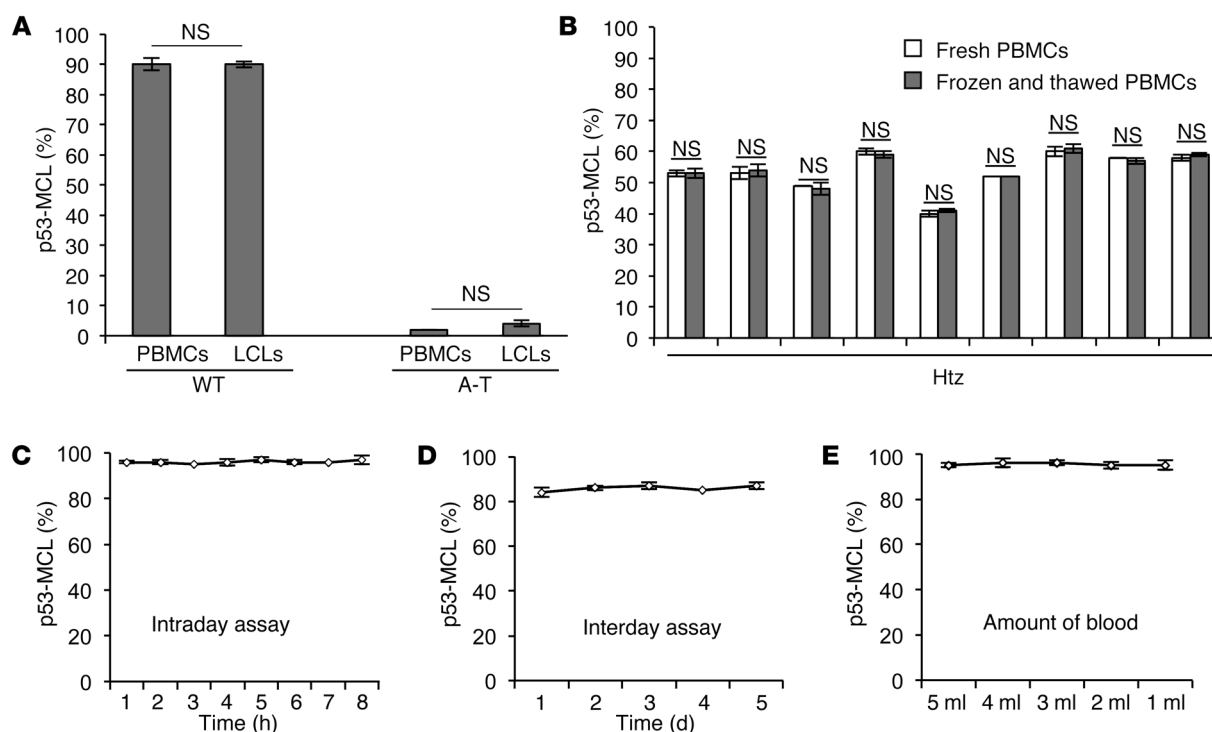 A
p53-MCL (%)
100
90
80
70
60
50
40
30
20
10
0
NS
NS
PBMCs LCLs PBMCs LCLs
WT A-T
B
p53-MCL (%)
100
90
80
70
60
50
40
30
20
10
0
Fresh PBMCs
Frozen and thawed PBMCs
NS NS NS NS NS NS NS NS NS
Htz
C
p53-MCL (%)
100
80
60
40
20
0
Intraday assay
1 2 3 4 5 6 7 8
Time (h)
D
p53-MCL (%)
100
80
60
40
20
0
Interday assay
1 2 3 4 5
Time (d)
E
p53-MCL (%)
100
80
60
40
20
0
Amount of blood
5 ml 4 ml 3 ml 2 ml 1 ml